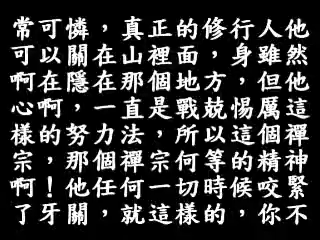 常可憐，真正的修行人他
可以關在山裡面，身雖然
啊在隱在那個地方，但他
心啊，一直是戰兢惕厲這
樣的努力法，所以這個禪
宗，那個禪宗何等的精神
啊！他任何一切時候咬緊
了牙關，就這樣的，你不